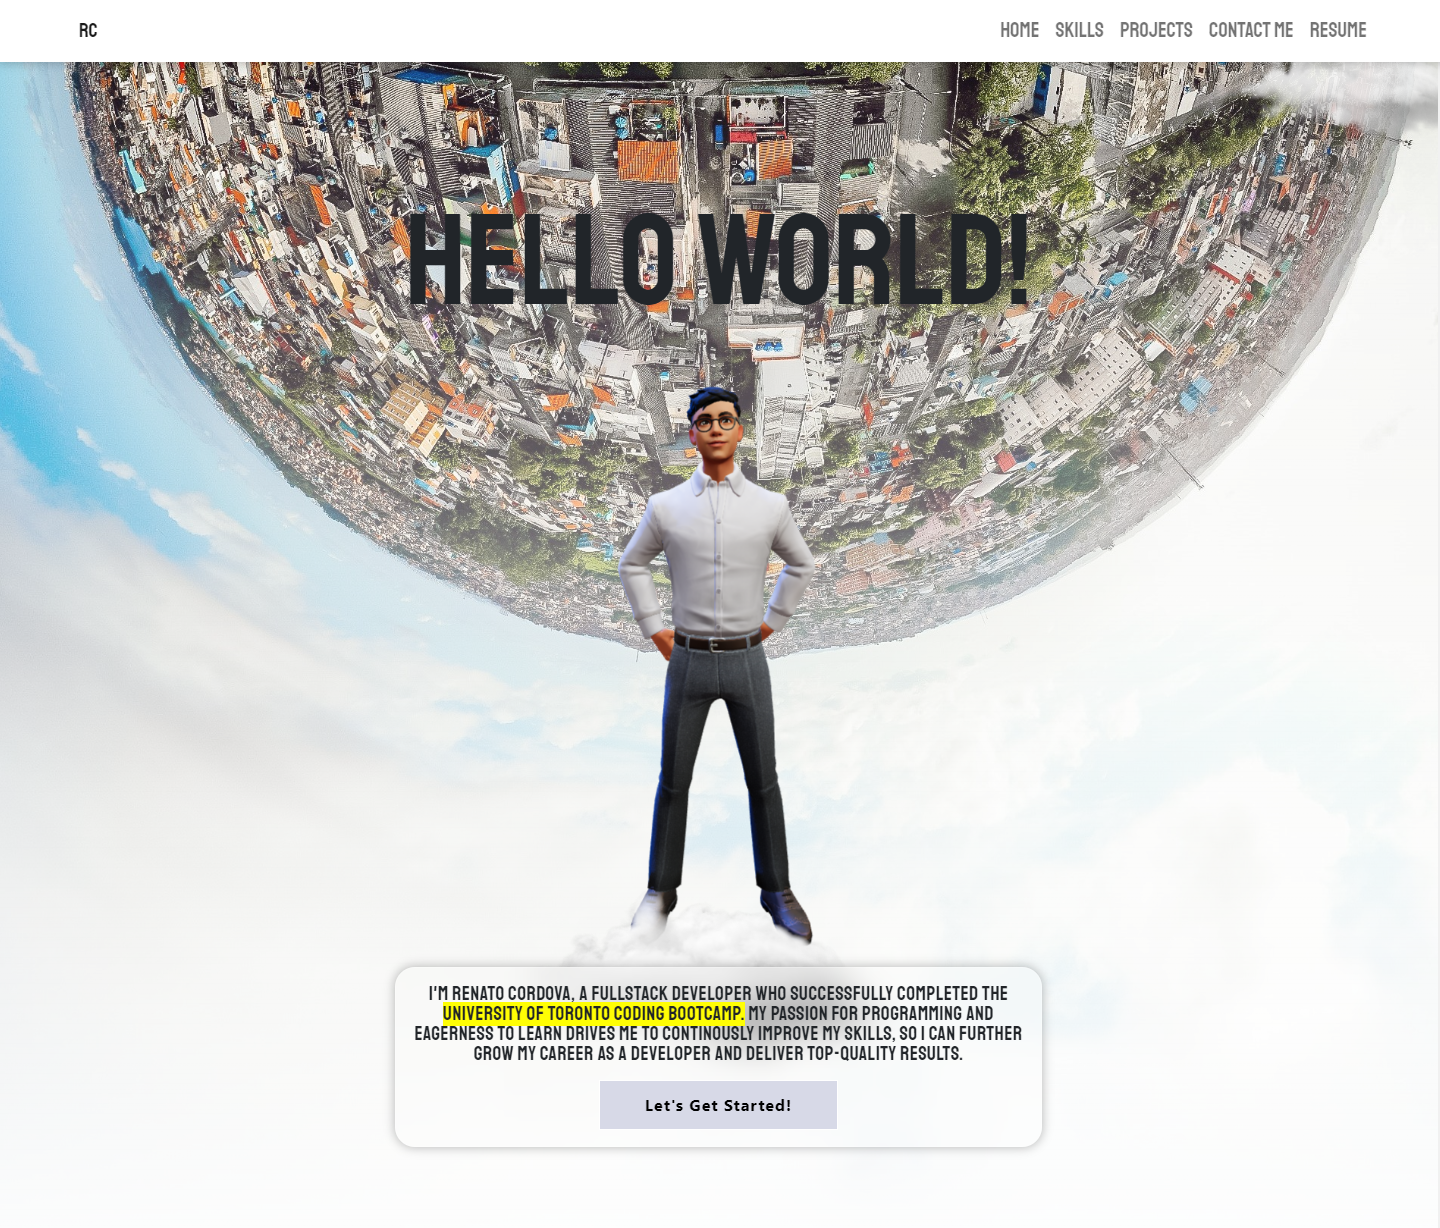 RC
HOME SKILLS PROJECTS CONTACT ME RESUME
HELLO WORLD!
I'M RENATO CORDOVA, A FULLSTACK DEVELOPER WHO SUCCESSFULLY COMPLETED THE
UNIVERSITY OF TORONTO CODING BOOTCAMP. MY PASSION FOR PROGRAMMING AND
EAGERNESS TO LEARN DRIVES ME TO CONTINOUSLY IMPROVE MY SKILLS, SO I CAN FURTHER
GROW MY CAREER AS A DEVELOPER AND DELIVER TOP-QUALITY RESULTS.
Let's Get Started!